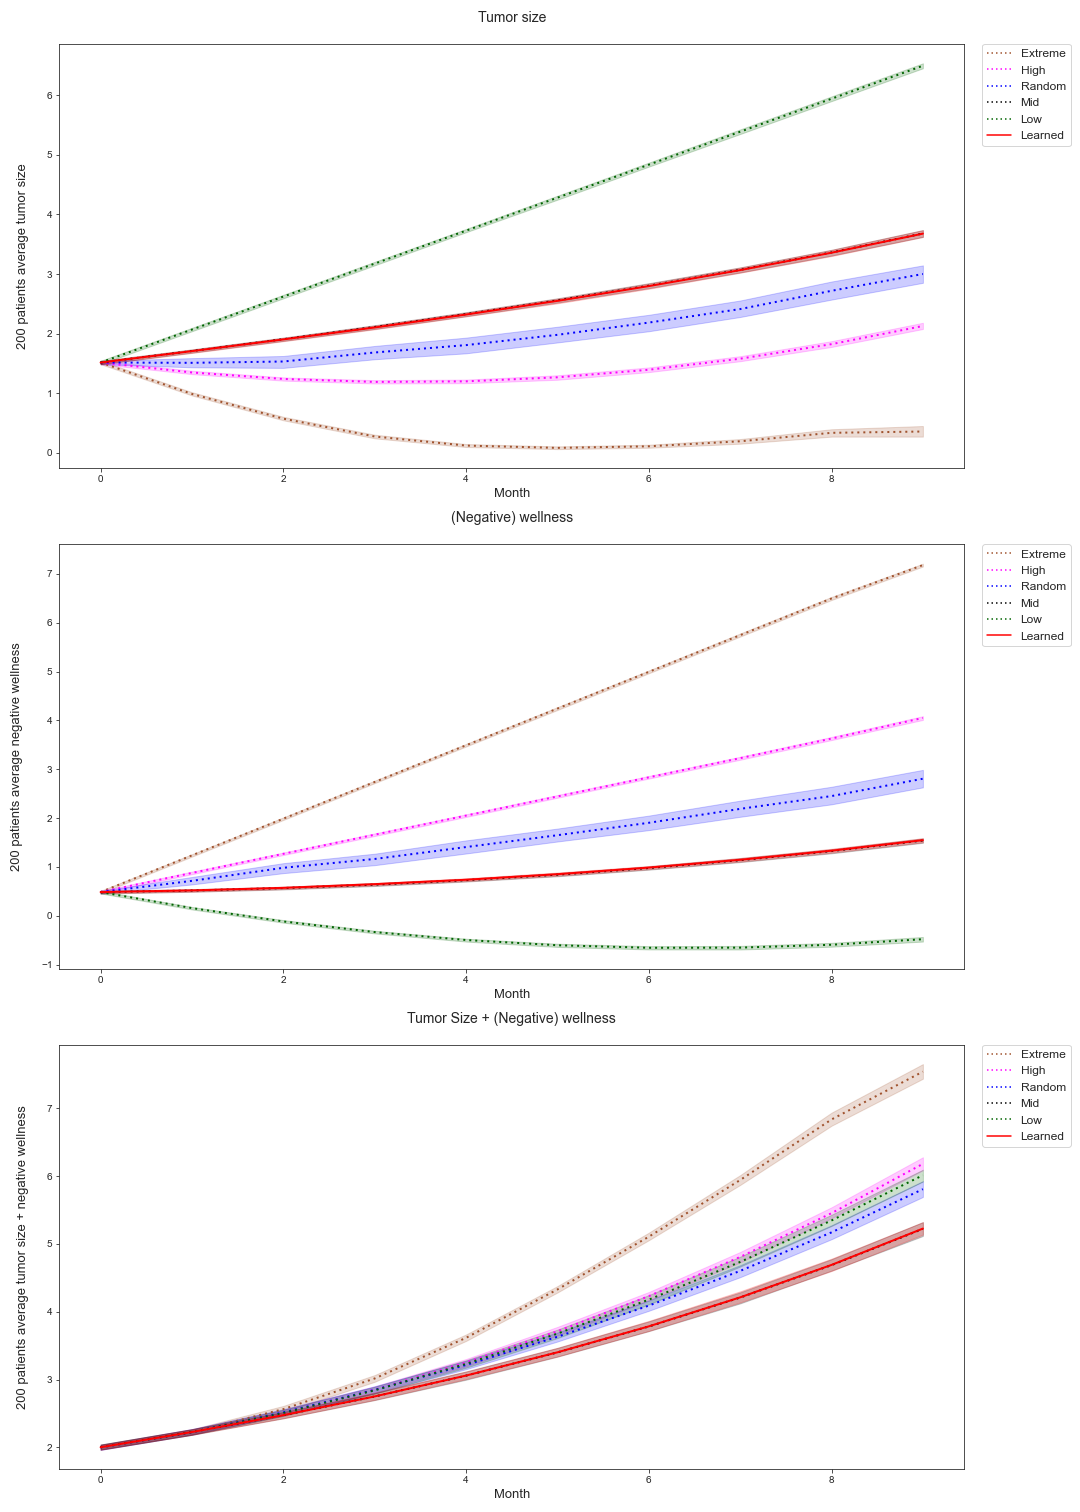 Tumor size
200 patients average tumor size
6
5
4
3
2
1
0
0 2 4 6 8
Month
Extreme
High
Random
Mid
Low
Learned
(Negative) wellness
200 patients average negative wellness
7
6
5
4
3
2
1
0
−1
0 2 4 6 8
Month
Extreme
High
Random
Mid
Low
Learned
Tumor Size + (Negative) wellness
200 patients average tumor size + negative wellness
7
6
5
4
3
2
0 2 4 6 8
Month
Extreme
High
Random
Mid
Low
Learned